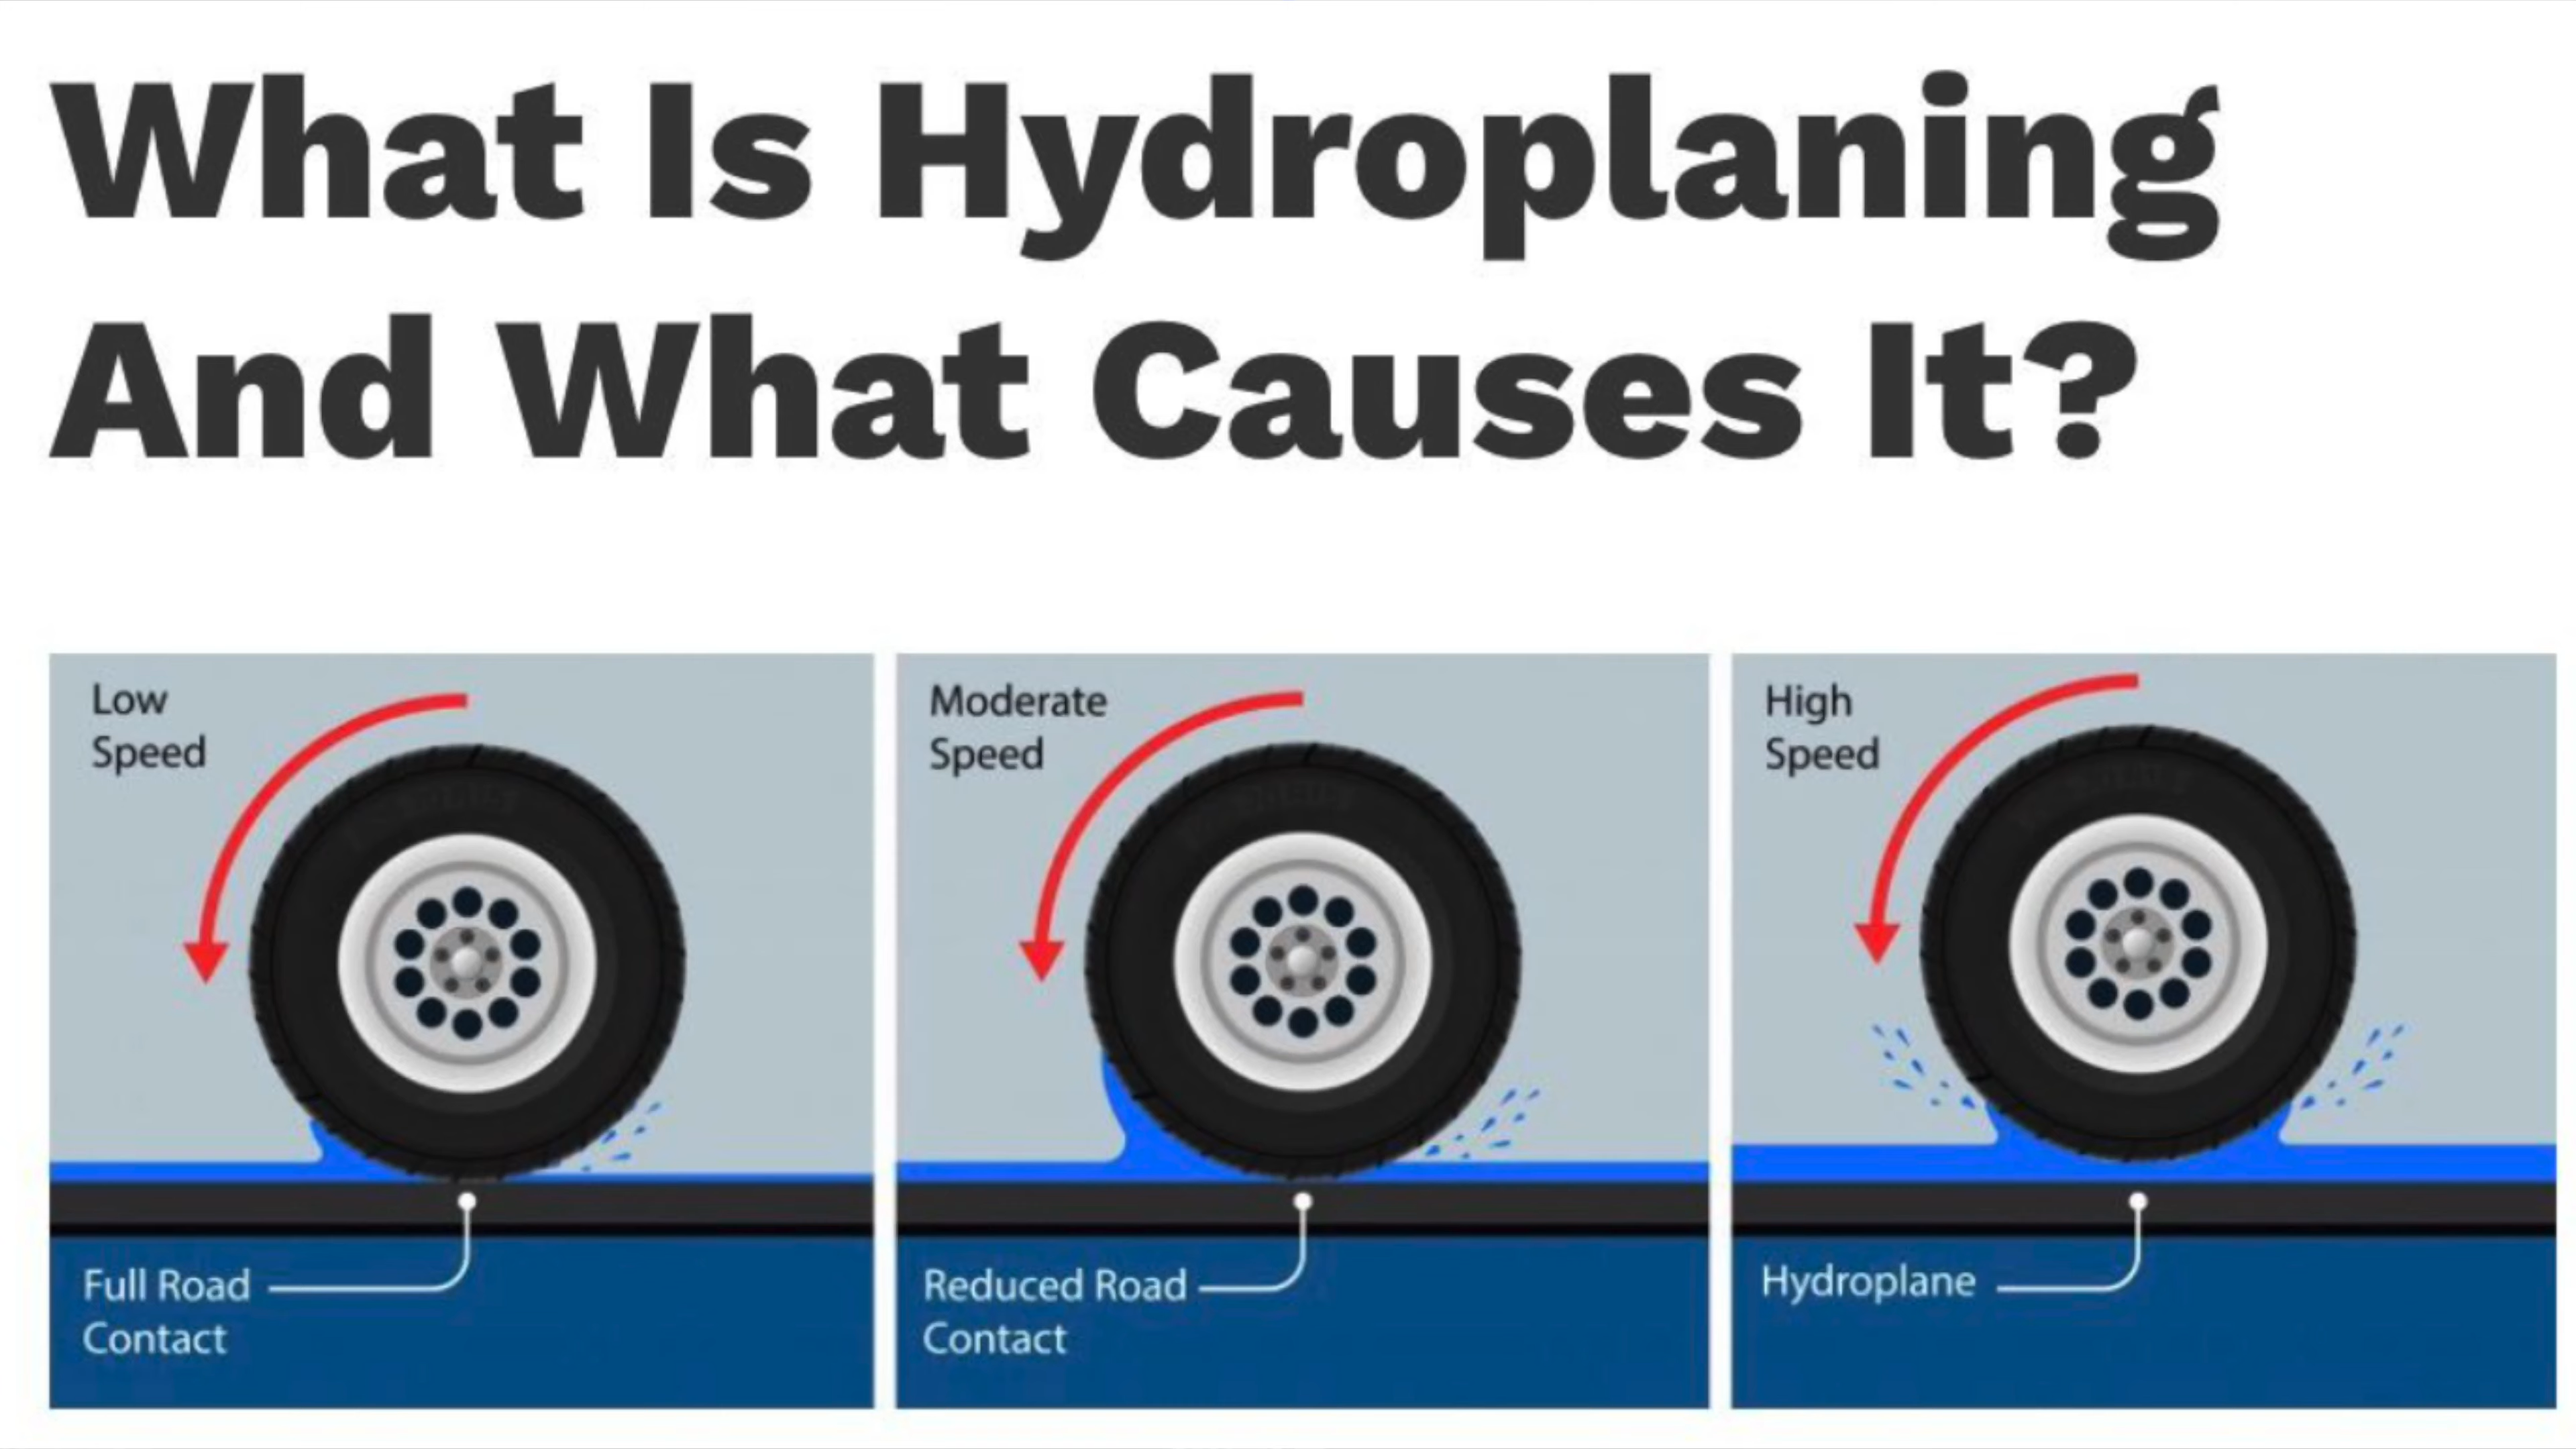 What Is Hydroplaning
And What Causes It?
Low
Speed
Full Road
Contact
Moderate
Speed
Reduced Road
Contact
High
Speed
Hydroplane